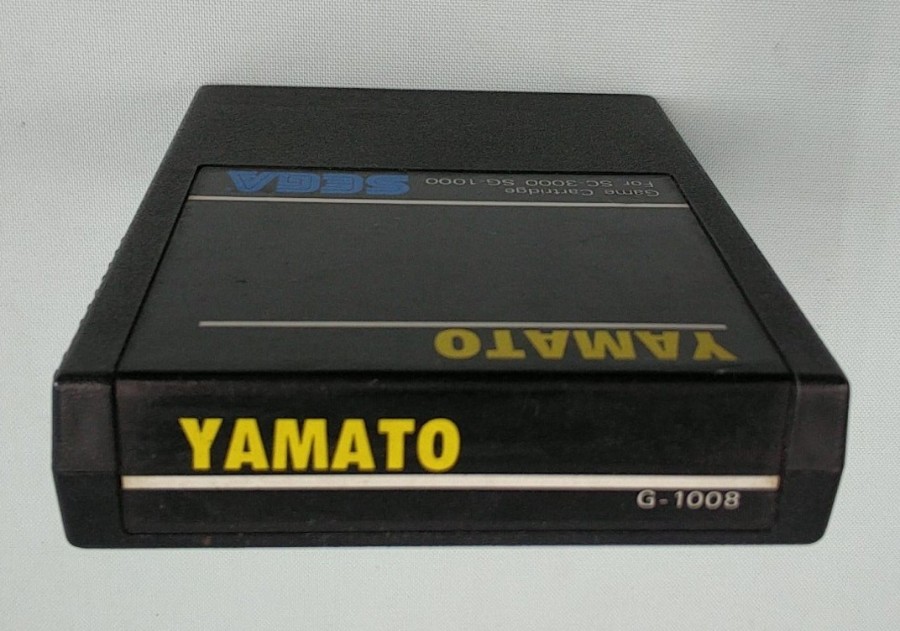 SEGA
Game Cartridge
For SC-3000 SG-1000
YAMATO
YAMATO
G-1008